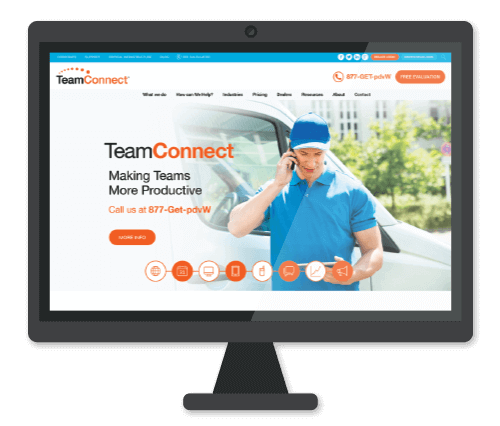 SUPPORT
TeamConnect
877-GET-pdvW
FREE EVALUATION
What we do How can We Help? Industries Pricing Dealers Resources About Contact
TeamConnect
Making Teams
More Productive
Call us at 877-Get-pdvW
MORE INFO